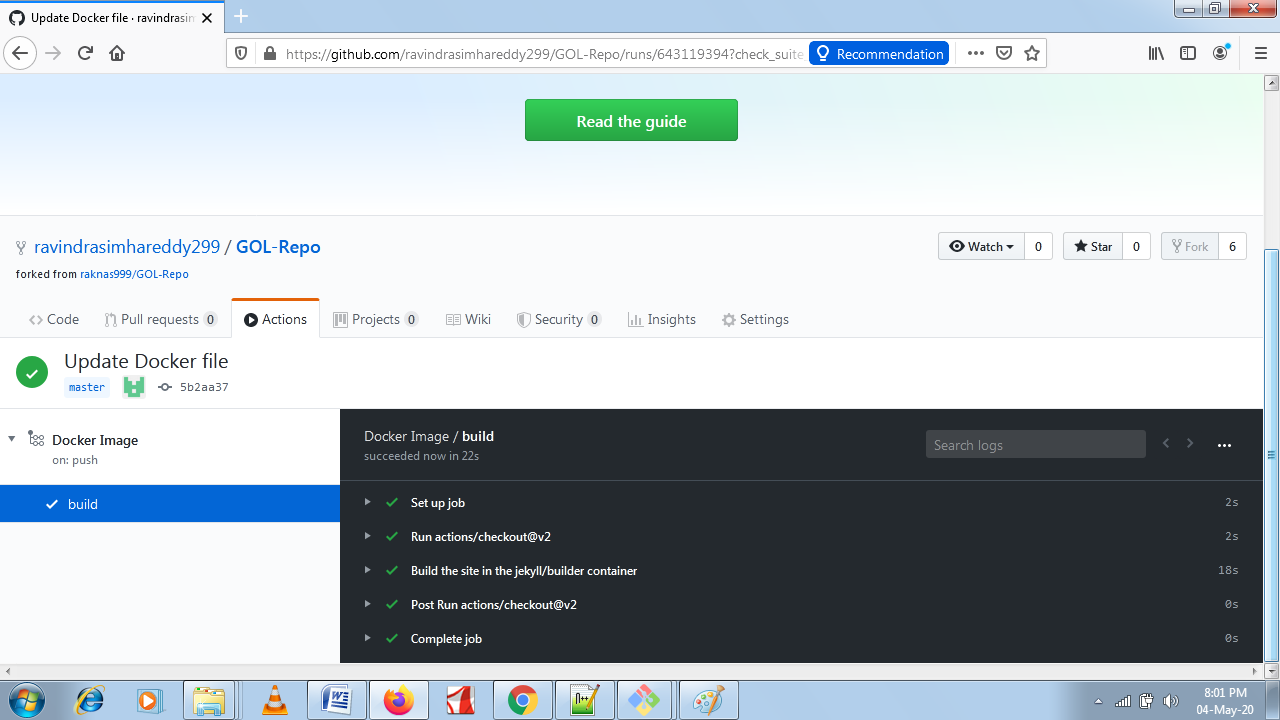 Update Docker file · ravindrasim
https://github.com/ravindrasimhareddy299/GOL-Repo/runs/643119394?check_suite
Recommendation
Read the guide
ravindrasimhareddy299 / GOL-Repo
Watch 0 Star 0 Fork 6
forked from raknas999/GOL-Repo
Code Pull requests 0 Actions Projects 0 Wiki Security 0 Insights Settings
Update Docker file
master 5b2aa37
Docker Image
on: push
build
Docker Image / build
succeeded now in 22s
Search logs
Set up job 2s
Run actions/checkout@v2 2s
Build the site in the jekyll/builder container 18s
Post Run actions/checkout@v2 0s
Complete job 0s
8:01 PM
04-May-20